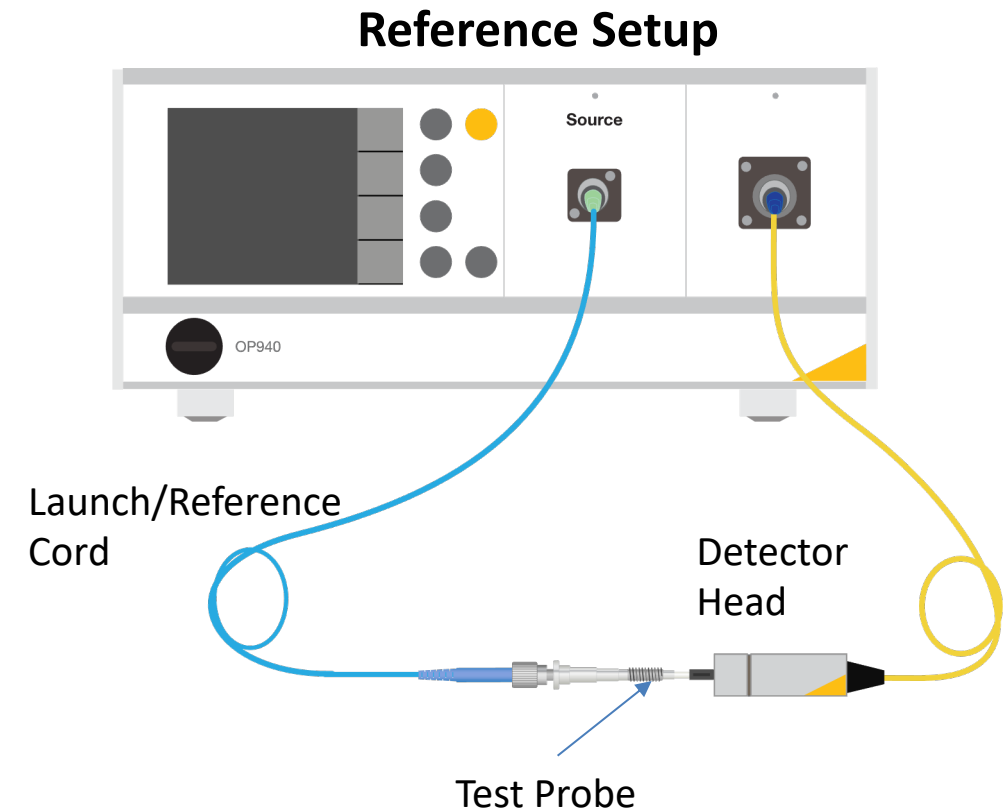 Reference Setup
Source
OP940
Launch/Reference
Cord
Detector
Head
Test Probe